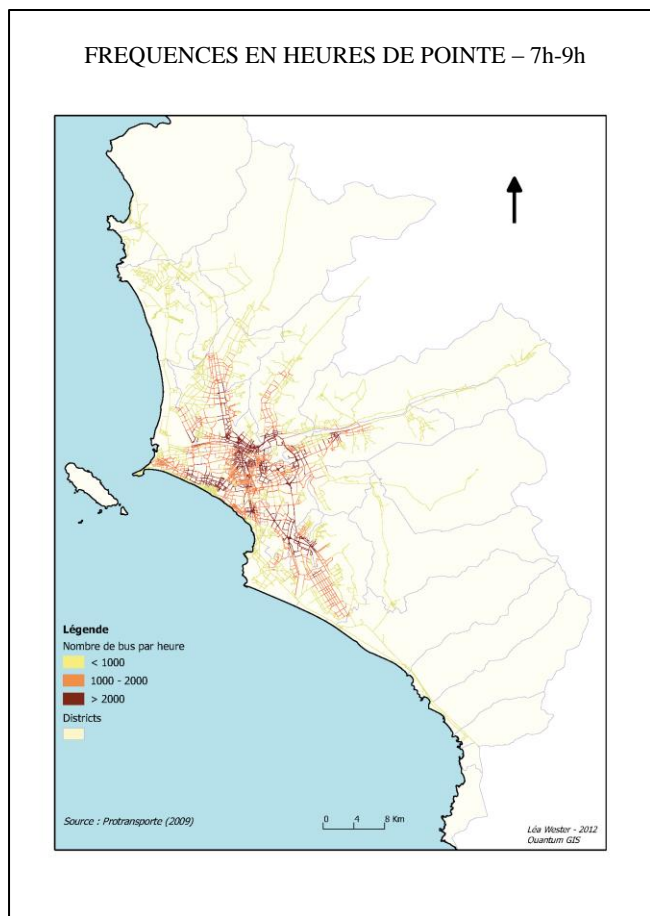 FREQUENCES EN HEURES DE POINTE – 7h-9h
Légende
Nombre de bus par heure
< 1000
1000 - 2000
> 2000
Districts
Source : Protransporte (2009)
0 4 8 Km
Léa Wester - 2012
Quantum GIS